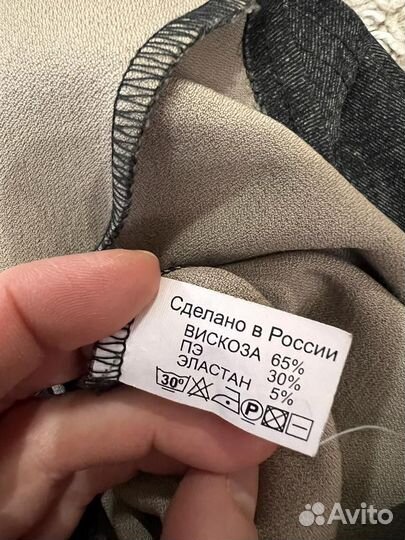 Сделано в России
ВИСКОЗА 65%
ПЭ 30%
ЭЛАСТАН 5%
30°
P
Avito